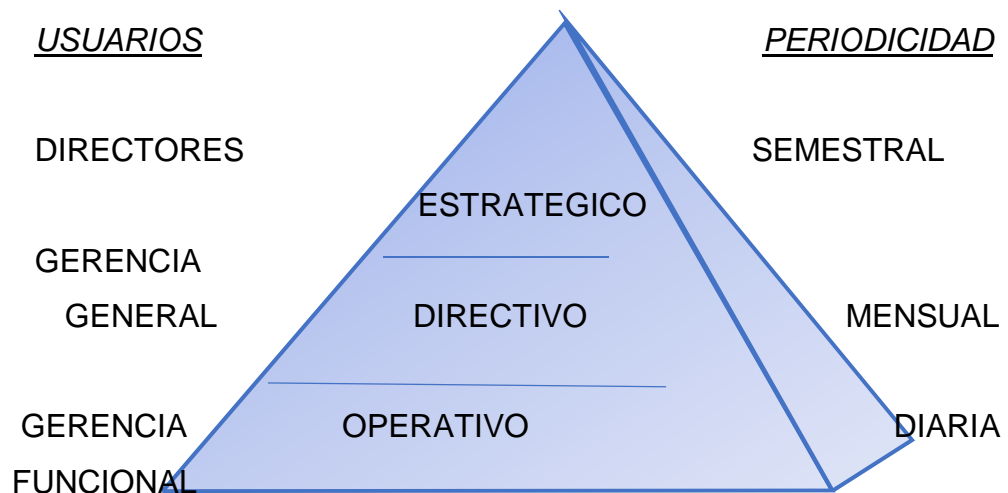 USUARIOS
PERIODICIDAD
DIRECTORES
SEMESTRAL
ESTRATEGICO
GERENCIA
GENERAL
DIRECTIVO
MENSUAL
GERENCIA
OPERATIVO
DIARIA
FUNCIONAL